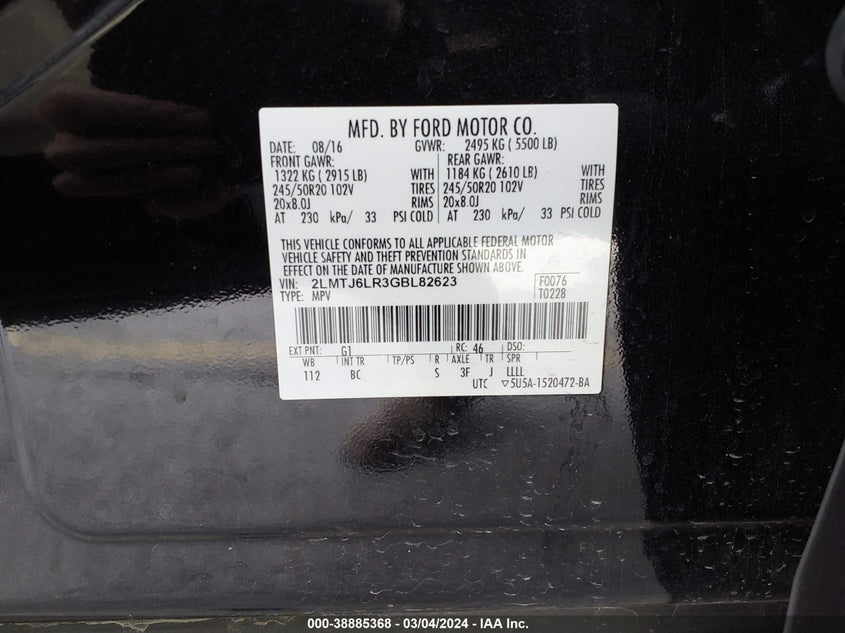 MFD. BY FORD MOTOR CO.
DATE: 08/16 GVWR: 2495 KG ( 5500 LB)
FRONT GAWR: REAR GAWR:
1322 KG ( 2915 LB) WITH 1184 KG ( 2610 LB) WITH
245/50R20 102V TIRES 245/50R20 102V TIRES
20x8.0J RIMS 20x8.0J RIMS
AT 230 kPa/ 33 PSI COLD AT 230 kPa/ 33 PSI COLD
THIS VEHICLE CONFORMS TO ALL APPLICABLE FEDERAL MOTOR
VEHICLE SAFETY AND THEFT PREVENTION STANDARDS IN
EFFECT ON THE DATE OF MANUFACTURE SHOWN ABOVE.
VIN: 2LMTJ6LR3GBL82623 F0076
TYPE: MPV T0228
EXT PNT: G1 RC: 46 DSO:
WB INT TR TP/PS R AXLE TR SPR
112 BC S 3F J LLLL
UTC ▽5U5A-1520472-BA
000-38885368 - 03/04/2024 - IAA Inc.